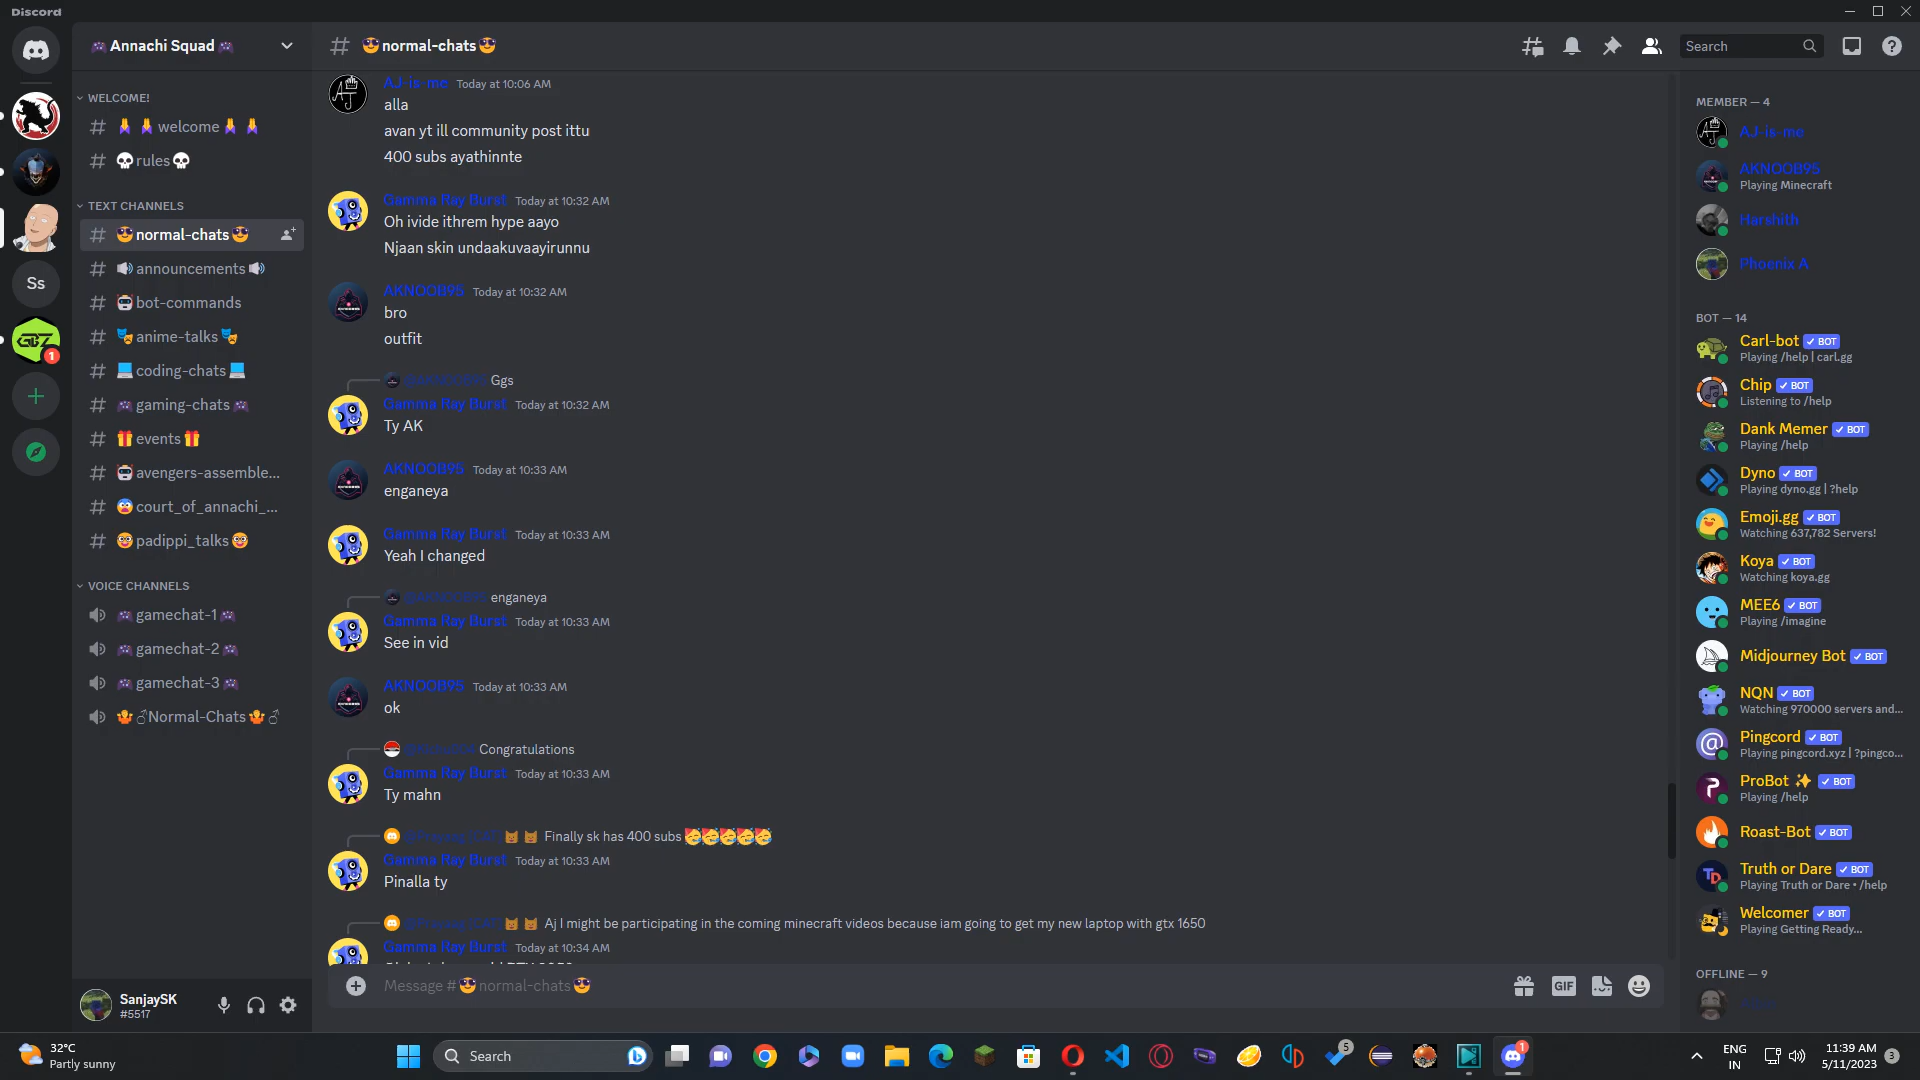 Discord
Annachi Squad
WELCOME!
welcome
rules
TEXT CHANNELS
normal-chats
announcements
bot-commands
anime-talks
coding-chats
gaming-chats
events
avengers-assemble...
court_of_annachi_...
padippi_talks
VOICE CHANNELS
gamechat-1
gamechat-2
gamechat-3
Normal-Chats
SanjaySK
#5517
Ss
GBZ
1
normal-chats
Search
AJ-is-me Today at 10:06 AM
alla
avan yt ill community post ittu
400 subs ayathinnte
Gamma Ray Burst Today at 10:32 AM
Oh ivide ithrem hype aayo
Njaan skin undaakuvaayirunnu
AKNOOB95 Today at 10:32 AM
bro
outfit
@AKNOOB95 Ggs
Gamma Ray Burst Today at 10:32 AM
Ty AK
AKNOOB95 Today at 10:33 AM
enganeya
Gamma Ray Burst Today at 10:33 AM
Yeah I changed
@AKNOOB95 enganeya
Gamma Ray Burst Today at 10:33 AM
See in vid
AKNOOB95 Today at 10:33 AM
ok
Congratulations
Gamma Ray Burst Today at 10:33 AM
Ty mahn
Finally sk has 400 subs
Gamma Ray Burst Today at 10:33 AM
Pinalla ty
Aj I might be participating in the coming minecraft videos because iam going to get my new laptop with gtx 1650
Gamma Ray Burst Today at 10:34 AM
Message # normal-chats
GIF
MEMBER — 4
AJ-is-me
AKNOOB95
Playing Minecraft
Harshith
Phoenix A
BOT — 14
Carl-bot BOT
Playing /help | carl.gg
Chip BOT
Listening to /help
Dank Memer BOT
Playing /help
Dyno BOT
Playing dyno.gg | ?help
Emoji.gg BOT
Watching 637,782 Servers!
Koya BOT
Watching koya.gg
MEE6 BOT
Playing /imagine
Midjourney Bot BOT
NQN BOT
Watching 970000 servers and...
Pingcord BOT
Playing pingcord.xyz | ?pingco...
ProBot BOT
Playing /help
Roast-Bot BOT
Truth or Dare BOT
Playing Truth or Dare • /help
Welcomer BOT
Playing Getting Ready...
OFFLINE — 9
32°C
Partly sunny
Search
5
1
ENG
IN
11:39 AM
5/11/2023
3